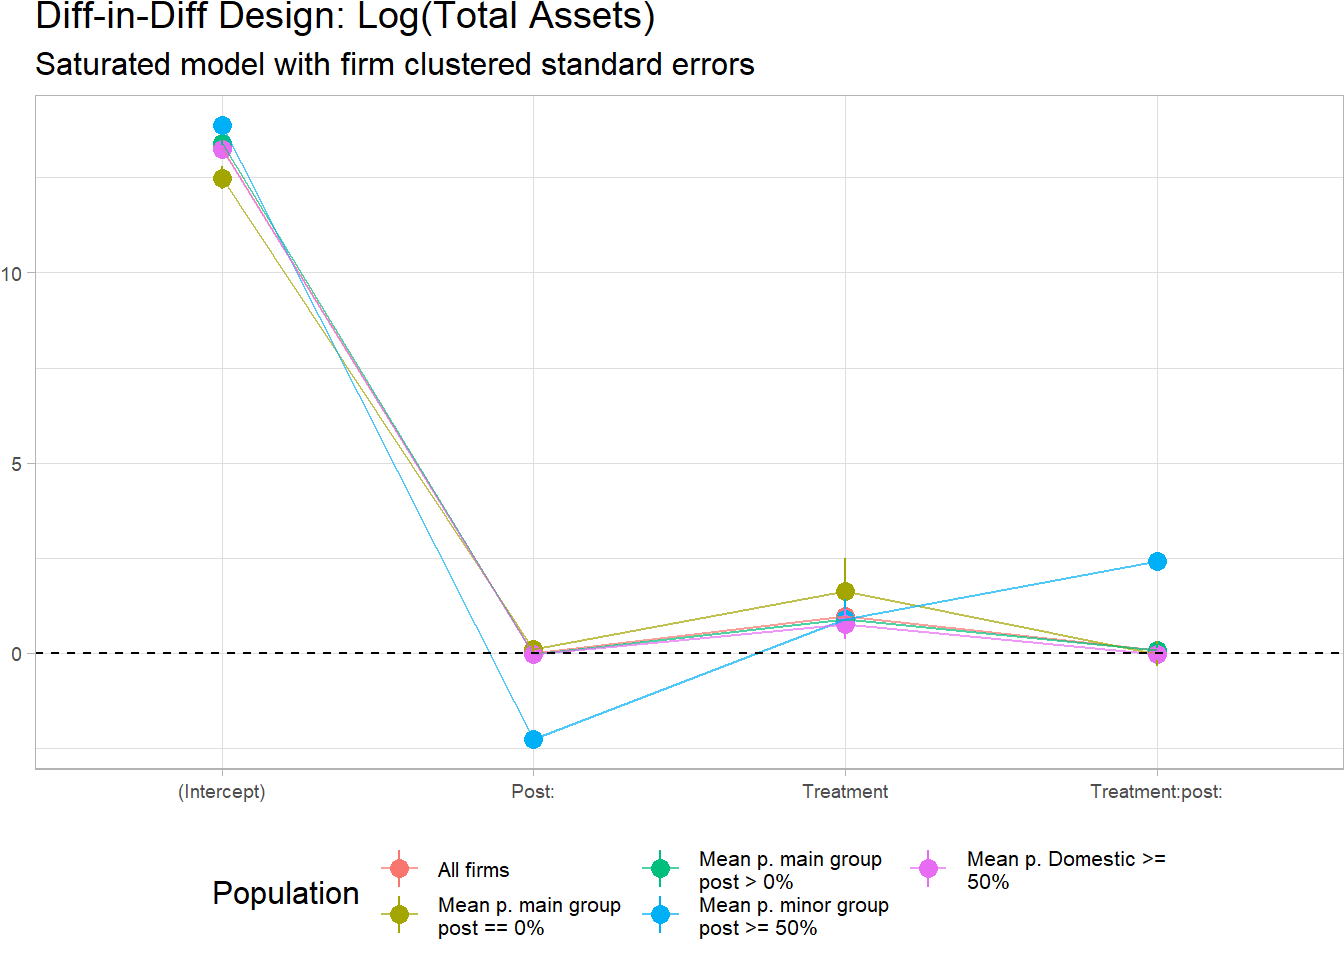 Diff-in-Diff Design: Log(Total Assets)
Saturated model with firm clustered standard errors
10
5
0
(Intercept)
Post:
Treatment
Treatment:post:
Population
All firms
Mean p. main group
post == 0%
Mean p. main group
post > 0%
Mean p. minor group
post >= 50%
Mean p. Domestic >=
50%